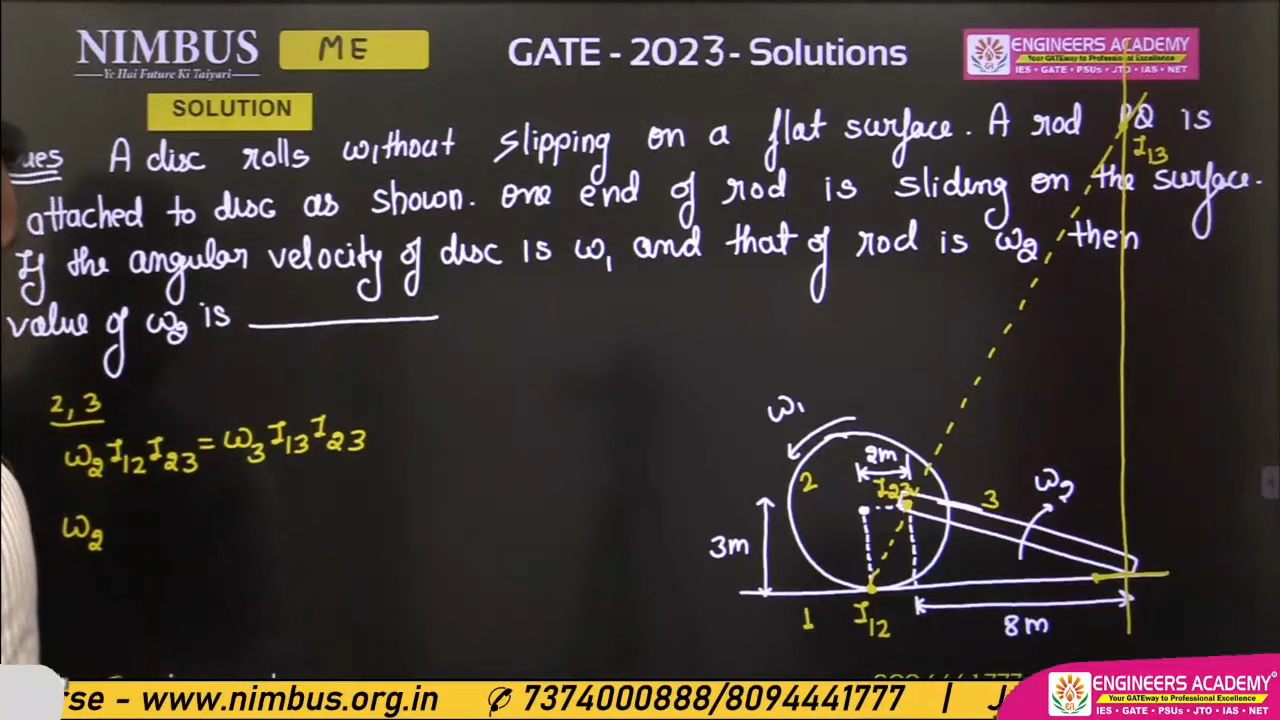 NIMBUS
Ye Hai Future Ki Taiyari
ME
GATE - 2023 - Solutions
ENGINEERS ACADEMY
Your GATEway to Professional Excellence
IES • GATE • PSUs • JTO • IAS • NET
SOLUTION
ues A disc rolls without slipping on a flat surface. A rod PQ is
attached to disc as shown. one end of rod is sliding on the surface.
If the angular velocity of disc is ω₁ and that of rod is ω₂ then
value of ω₂ is
I₁₃
2, 3
ω₂ I₁₂ I₂₃ = ω₃ I₁₃ I₂₃
ω₂
ω₁
2m
2
I₂₃
3
ω₂
3m
1
I₁₂
8m
rse - www.nimbus.org.in ✆ 7374000888/8094441777 | J
ENGINEERS ACADEMY
Your GATEway to Professional Excellence
IES • GATE • PSUs • JTO • IAS • NET